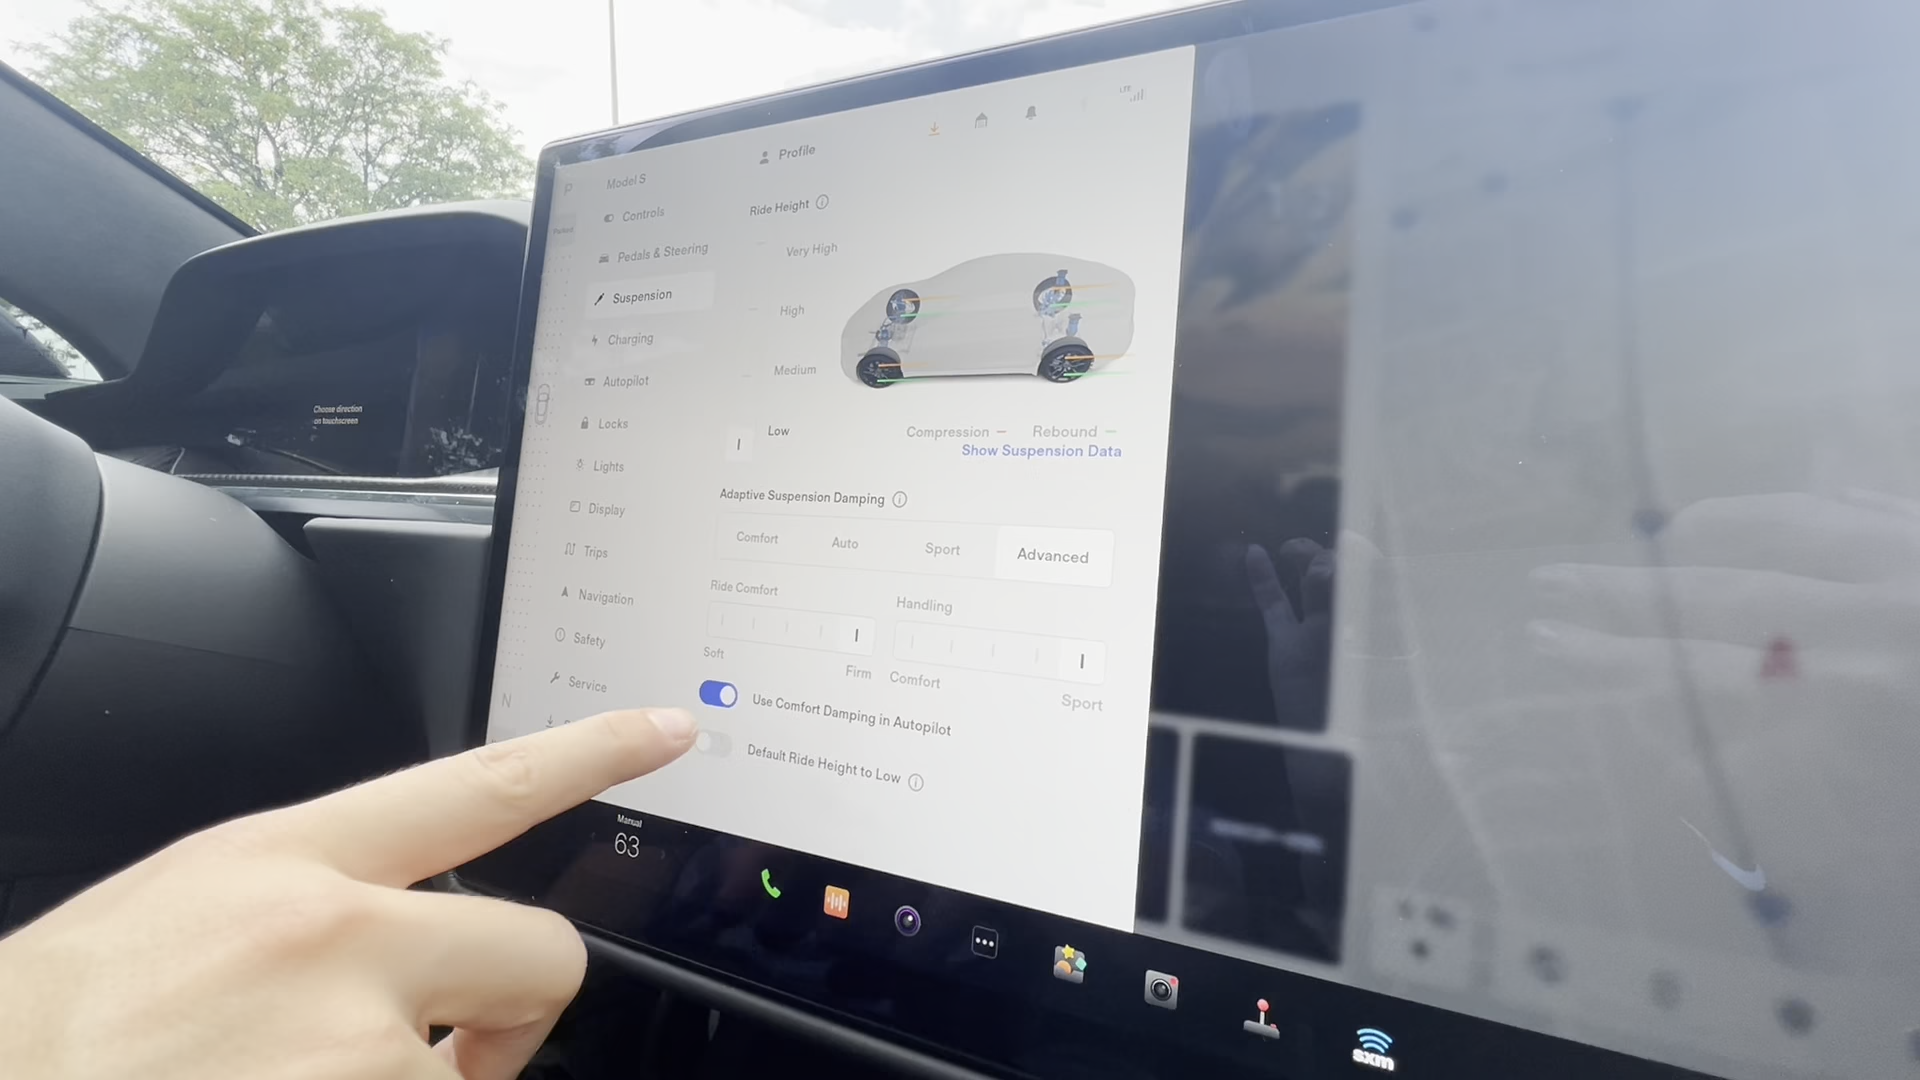 LTE
Profile
P
Model S
Parked
Controls
Ride Height
Pedals & Steering
Very High
Suspension
High
Charging
Medium
Autopilot
Choose direction
on touchscreen
Locks
Low
Compression
Rebound
Show Suspension Data
Lights
Adaptive Suspension Damping
Display
Comfort
Auto
Sport
Advanced
Trips
Ride Comfort
Handling
Navigation
Safety
Soft
Firm
Comfort
Sport
Service
N
Use Comfort Damping in Autopilot
Default Ride Height to Low
Manual
63
sxm